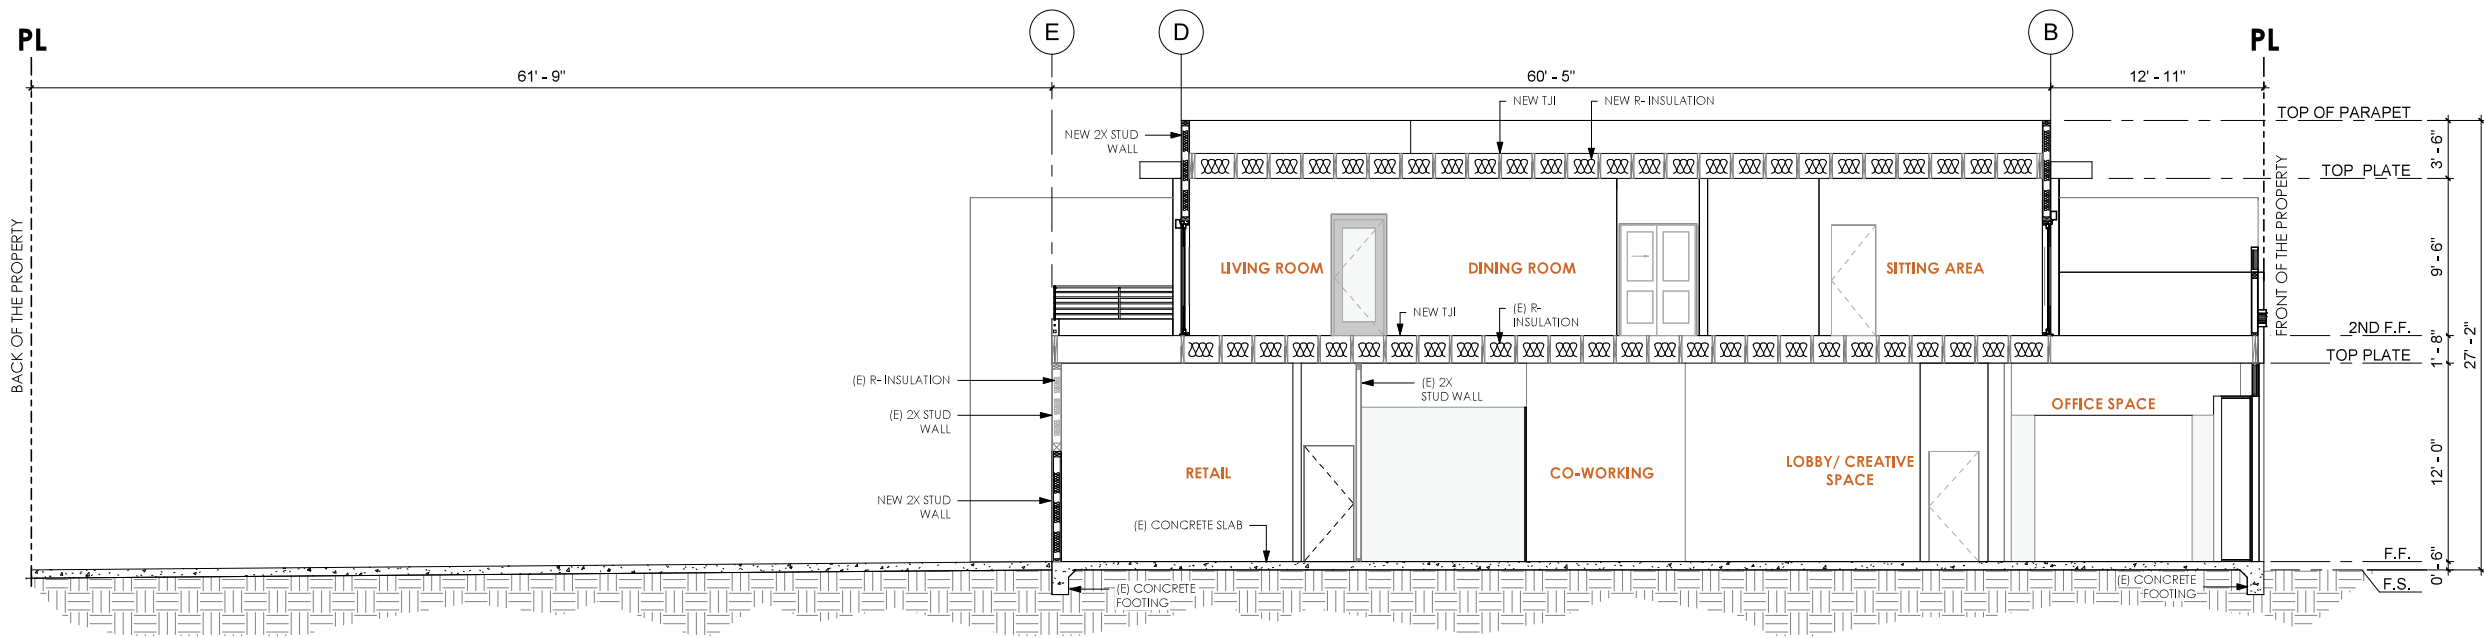 PL
E
D
B
PL
61' - 9"
60' - 5"
12' - 11"
NEW TJI
NEW R- INSULATION
TOP OF PARAPET
NEW 2X STUD
WALL
3' - 6"
TOP PLATE
BACK OF THE PROPERTY
FRONT OF THE PROPERTY
LIVING ROOM
DINING ROOM
SITTING AREA
9' - 6"
NEW TJI
(E) R-
INSULATION
2ND F.F.
1' - 8"
27' - 2"
TOP PLATE
(E) R- INSULATION
(E) 2X
STUD WALL
(E) 2X STUD
WALL
OFFICE SPACE
RETAIL
CO-WORKING
LOBBY/ CREATIVE
SPACE
12' - 0"
NEW 2X STUD
WALL
(E) CONCRETE SLAB
F.F.
0' - 6"
F.S.
(E) CONCRETE
FOOTING
(E) CONCRETE
FOOTING